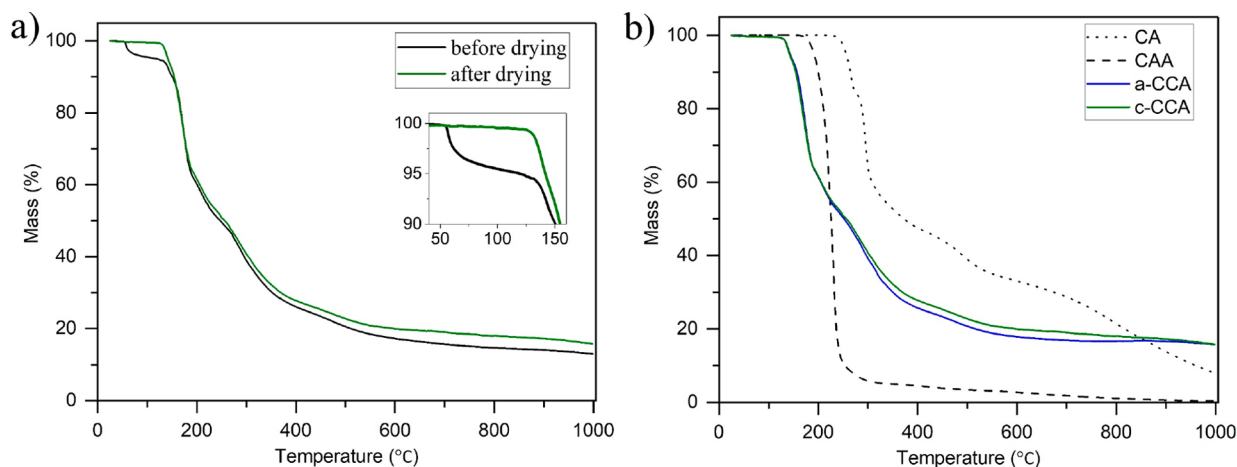 a)
before drying
after drying
100
80
60
40
20
0
Mass (%)
100
95
90
50
100
150
0
200
400
600
800
1000
Temperature (°C)
b)
CA
CAA
a-CCA
c-CCA
100
80
60
40
20
0
Mass (%)
0
200
400
600
800
1000
Temperature (°C)